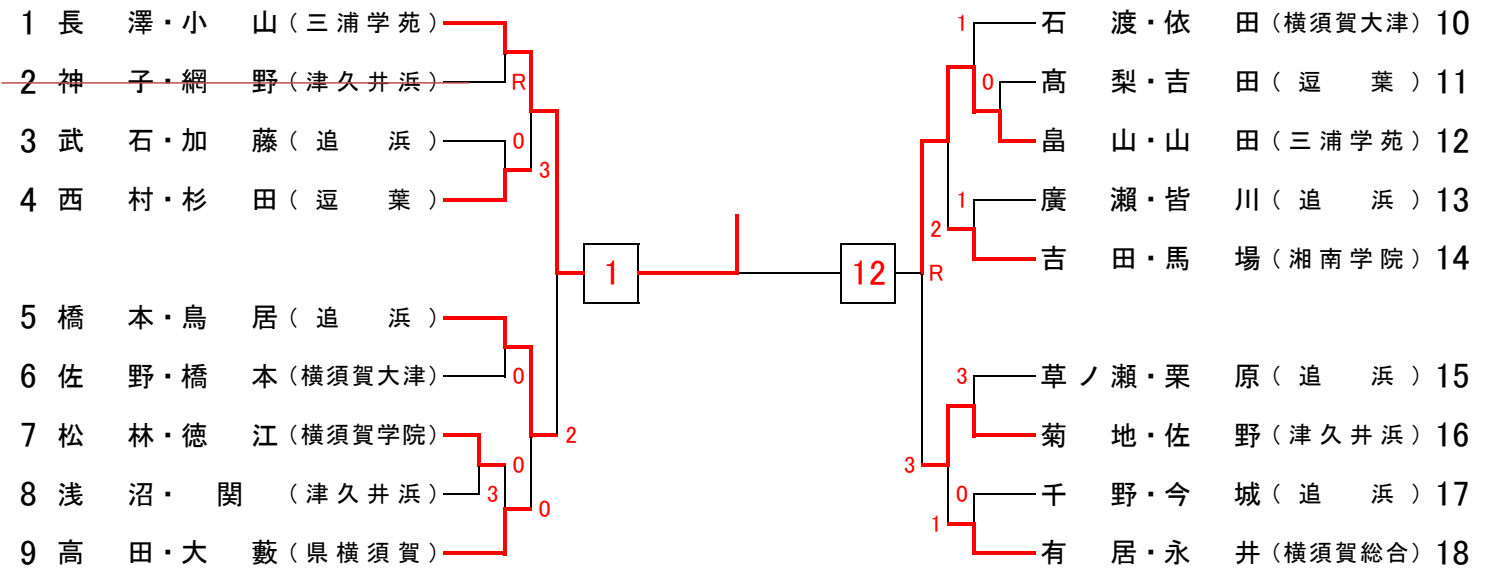 1 長 澤・小 山 (三浦学苑)
2 神 子・網 野 (津久井浜)
R
3 武 石・加 藤 (追 浜)
0
3
4 西 村・杉 田 (逗 葉)
1
5 橋 本・鳥 居 (追 浜)
6 佐 野・橋 本 (横須賀大津)
0
7 松 林・徳 江 (横須賀学院)
2
0
8 浅 沼・ 関 (津久井浜)
3
0
9 高 田・大 藪 (県横須賀)
1 石 渡・依 田 (横須賀大津) 10
0 髙 梨・吉 田 (逗 葉) 11
畠 山・山 田 (三浦学苑) 12
1 廣 瀬・皆 川 (追 浜) 13
2
吉 田・馬 場 (湘南学院) 14
12 R
3 草ノ瀬・栗 原 (追 浜) 15
菊 地・佐 野 (津久井浜) 16
3
0 千 野・今 城 (追 浜) 17
1
有 居・永 井 (横須賀総合) 18